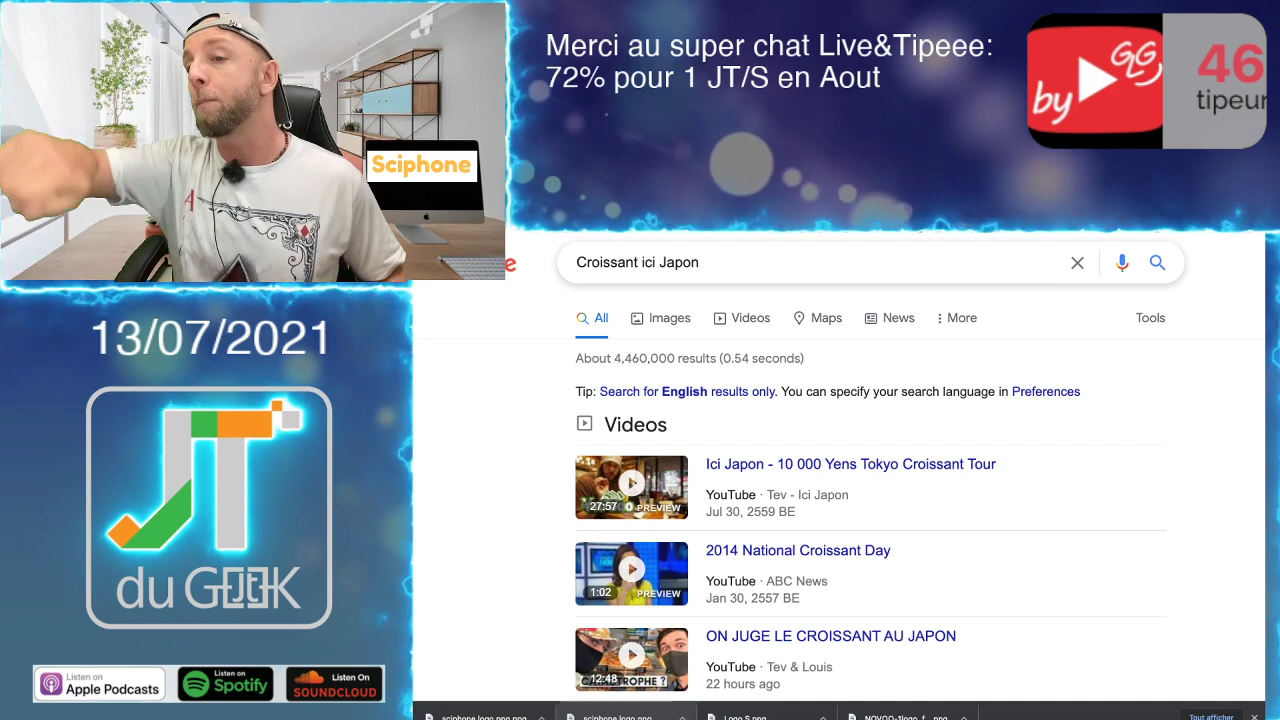 Sciphone
Merci au super chat Live&Tipeee:
72% pour 1 JT/S en Aout
by GG
46
tipeur
13/07/2021
JT
du GEEK
Listen on
Apple Podcasts
Listen on
Spotify
Listen On
SOUNDCLOUD
e
Croissant ici Japon
All
Images
Videos
Maps
News
More
Tools
About 4,460,000 results (0.54 seconds)
Tip: Search for English results only. You can specify your search language in Preferences
Videos
27:57
PREVIEW
Ici Japon - 10 000 Yens Tokyo Croissant Tour
YouTube · Tev - Ici Japon
Jul 30, 2559 BE
1:02
PREVIEW
2014 National Croissant Day
YouTube · ABC News
Jan 30, 2557 BE
12:48
ON JUGE LE CROISSANT AU JAPON
YouTube · Tev & Louis
22 hours ago
Tout afficher